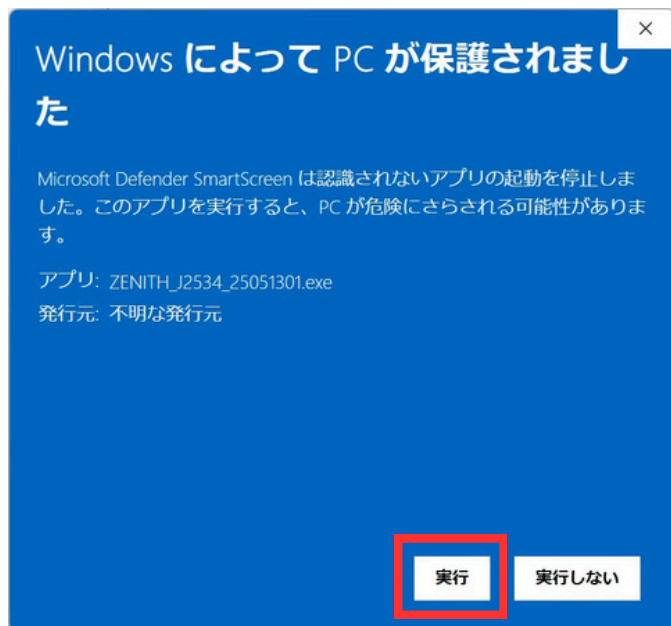 Windows によって PC が保護されまし
た
Microsoft Defender SmartScreen は認識されないアプリの起動を停止しま
した。このアプリを実行すると、PC が危険にさらされる可能性がありま
す。
アプリ: ZENITH_J2534_25051301.exe
発行元: 不明な発行元
実行
実行しない